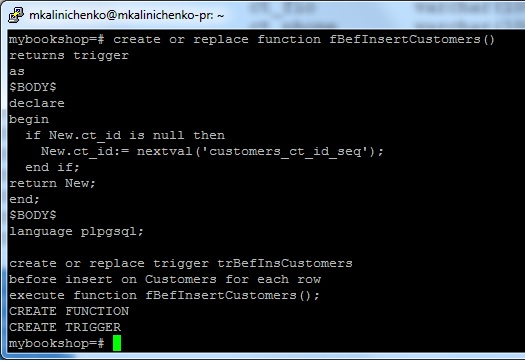 mkalinichenko@mkalinichenko-pr: ~
mybookshop=# create or replace function fBefInsertCustomers()
returns trigger
as
$BODY$
declare
begin
  if New.ct_id is null then
    New.ct_id:= nextval('customers_ct_id_seq');
  end if;
return New;
end;
$BODY$
language plpgsql;

create or replace trigger trBefInsCustomers
before insert on Customers for each row
execute function fBefInsertCustomers();
CREATE FUNCTION
CREATE TRIGGER
mybookshop=#